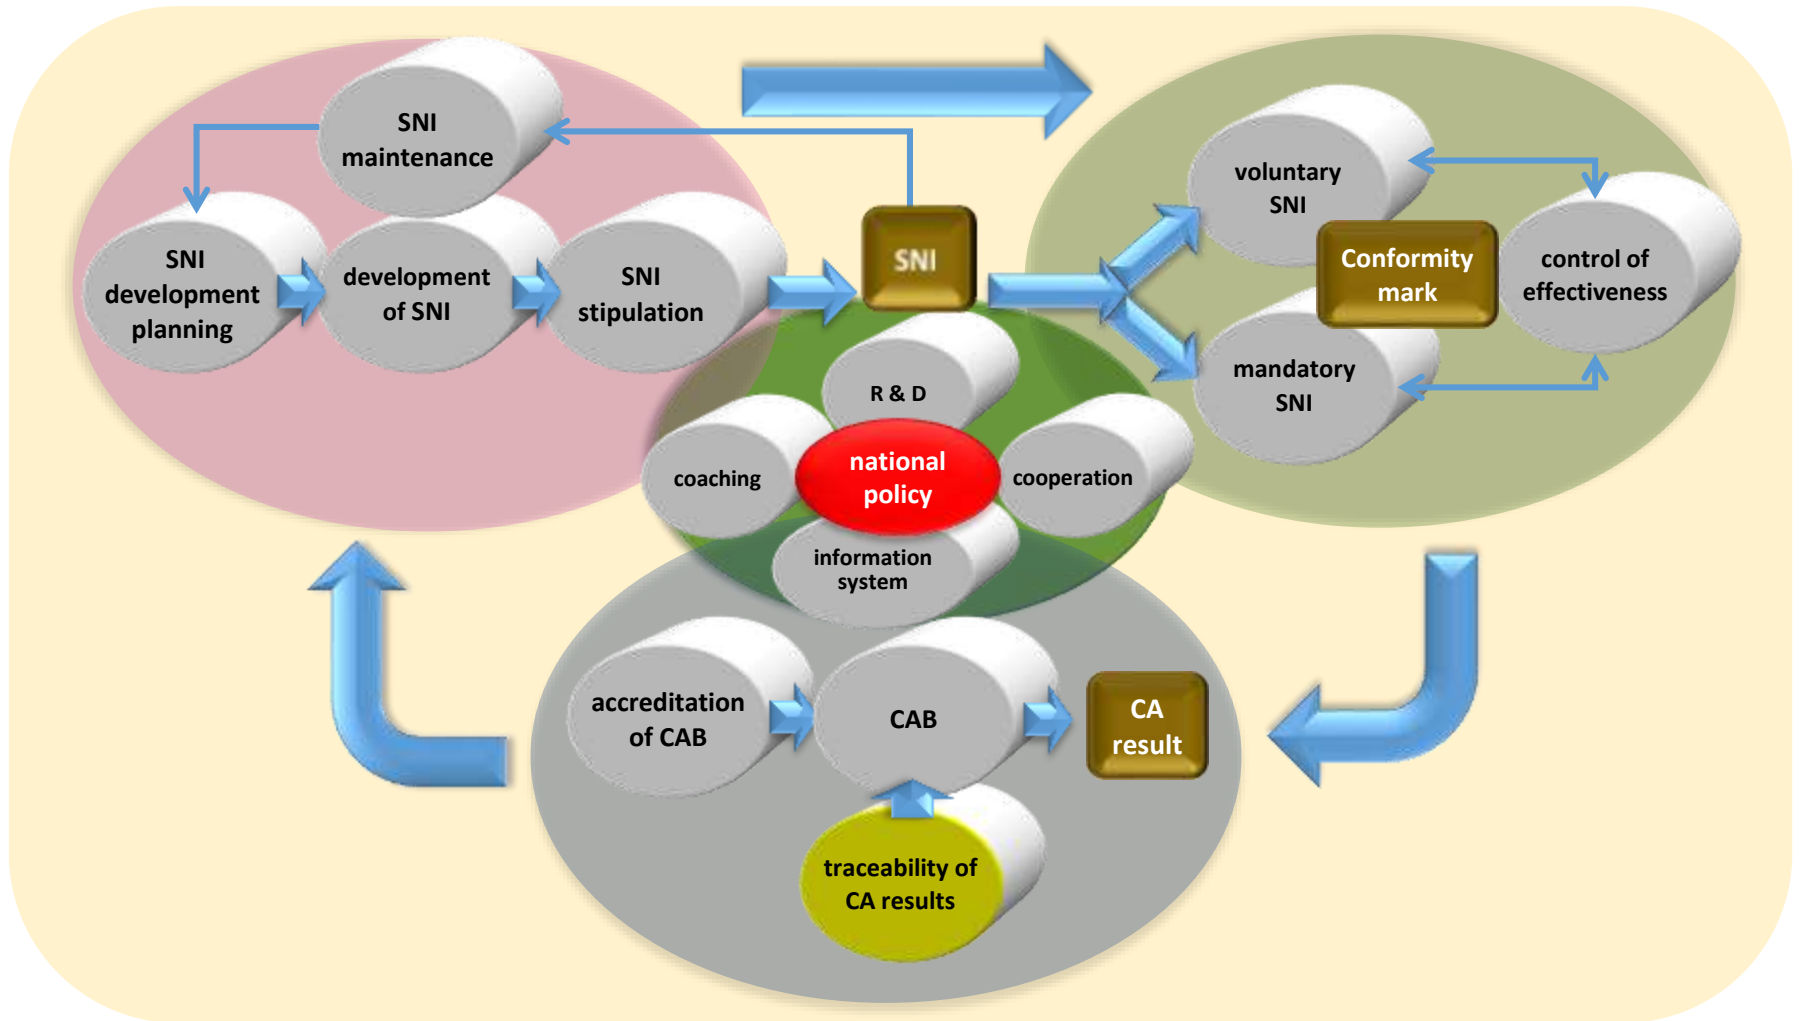 SNI
maintenance
SNI
development
planning
development
of SNI
SNI
stipulation
SNI
voluntary
SNI
Conformity
mark
control of
effectiveness
mandatory
SNI
R & D
coaching
national
policy
cooperation
information
system
accreditation
of CAB
CAB
CA
result
traceability of
CA results